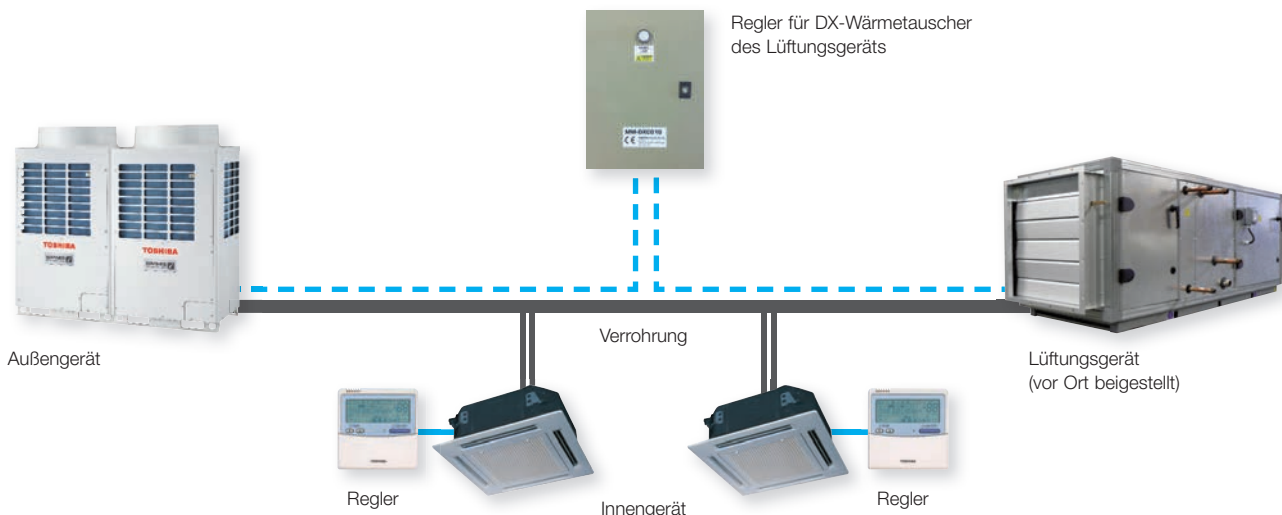 Regler für DX-Wärmetauscher
des Lüftungsgeräts
TOSHIBA
TOSHIBA
Verrohrung
Außengerät
Lüftungsgerät
(vor Ort beigestellt)
Regler
Innengerät
Regler